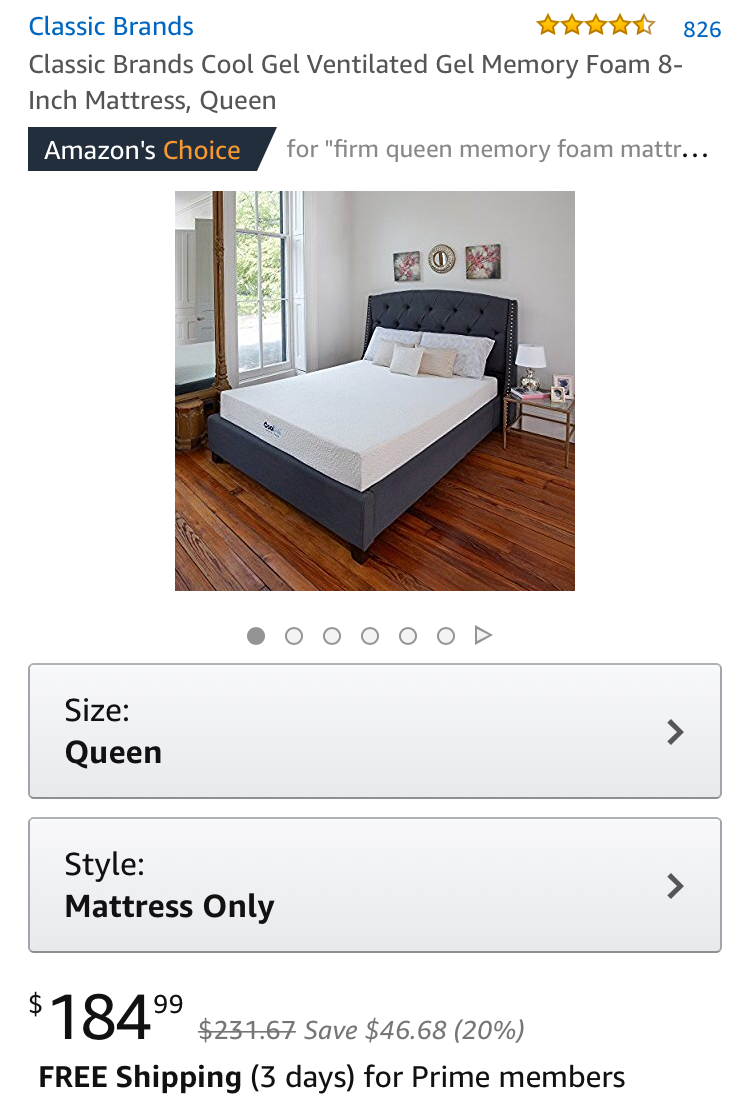 Classic Brands 826
Classic Brands Cool Gel Ventilated Gel Memory Foam 8-
Inch Mattress, Queen
Amazon's Choice for "firm queen memory foam mattr...
Size:
Queen
Style:
Mattress Only
$184.99 $231.67 Save $46.68 (20%)
FREE Shipping (3 days) for Prime members